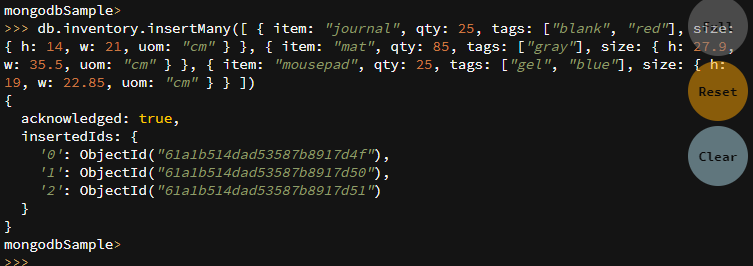 mongodbSample>
>>> db.inventory.insertMany([ { item: "journal", qty: 25, tags: ["blank", "red"], size:
{ h: 14, w: 21, uom: "cm" } }, { item: "mat", qty: 85, tags: ["gray"], size: { h: 27.9,
w: 35.5, uom: "cm" } }, { item: "mousepad", qty: 25, tags: ["gel", "blue"], size: { h:
19, w: 22.85, uom: "cm" } } ])
{
  acknowledged: true,
  insertedIds: {
    '0': ObjectId("61a1b514dad53587b8917d4f"),
    '1': ObjectId("61a1b514dad53587b8917d50"),
    '2': ObjectId("61a1b514dad53587b8917d51")
  }
}
mongodbSample>
>>>
Reset
Clear